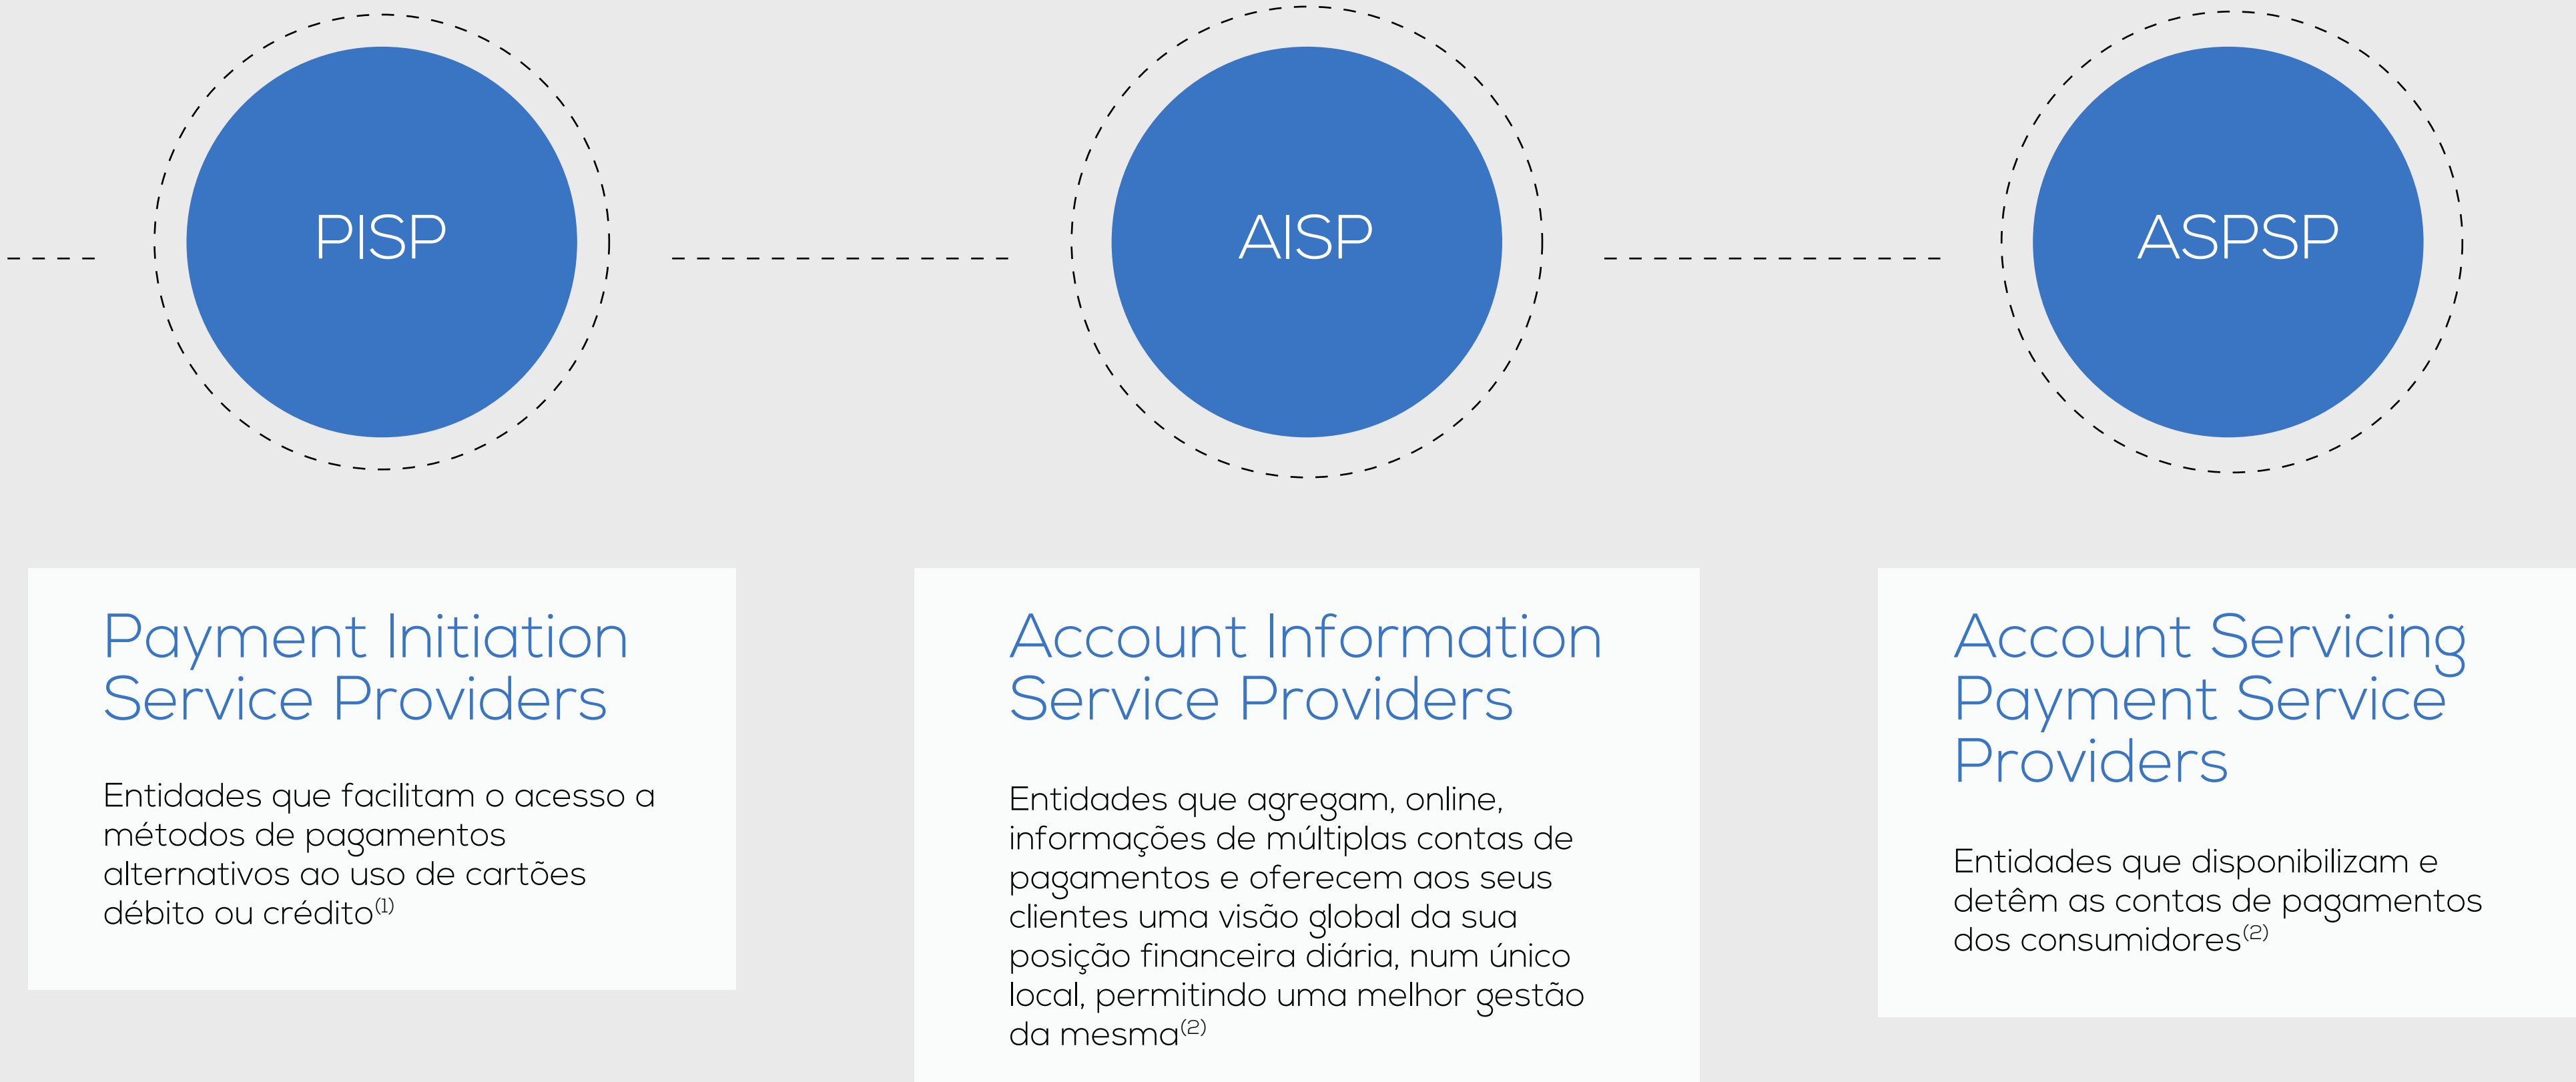 PISP
AISP
ASPSP
Payment Initiation
Service Providers
Entidades que facilitam o acesso a
métodos de pagamentos
alternativos ao uso de cartões
débito ou crédito(1)
Account Information
Service Providers
Entidades que agregam, online,
informações de múltiplas contas de
pagamentos e oferecem aos seus
clientes uma visão global da sua
posição financeira diária, num único
local, permitindo uma melhor gestão
da mesma(2)
Account Servicing
Payment Service
Providers
Entidades que disponibilizam e
detêm as contas de pagamentos
dos consumidores(2)